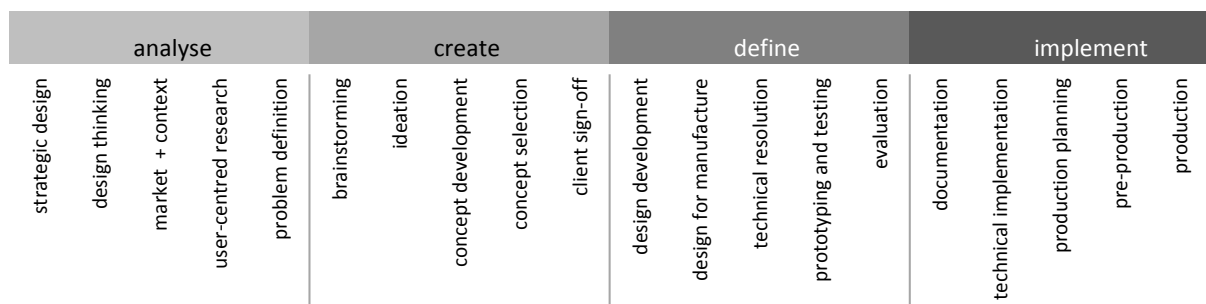 analyse
create
define
implement
strategic design
design thinking
market + context
user-centred research
problem definition
brainstorming
ideation
concept development
concept selection
client sign-off
design development
design for manufacture
technical resolution
prototyping and testing
evaluation
documentation
technical implementation
production planning
pre-production
production